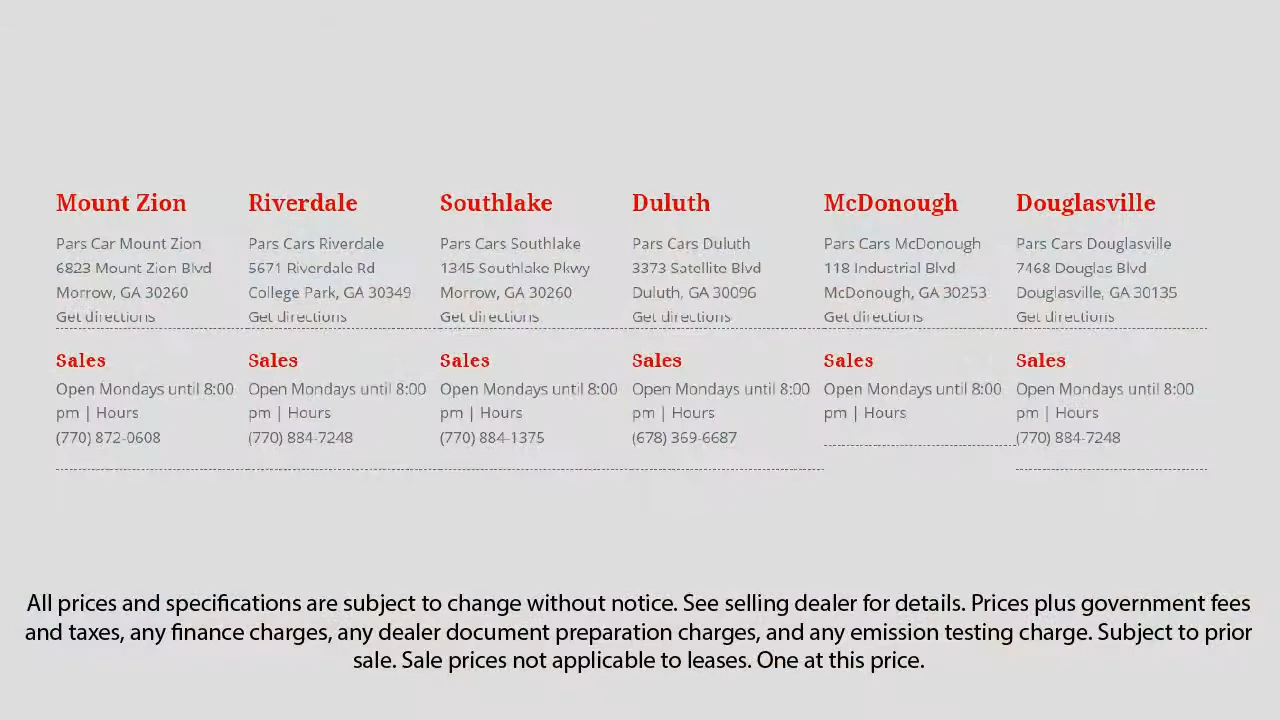 Mount Zion
Pars Car Mount Zion
6823 Mount Zion Blvd
Morrow, GA 30260
Get directions
Sales
Open Mondays until 8:00
pm | Hours
(770) 872-0608
Riverdale
Pars Cars Riverdale
5671 Riverdale Rd
College Park, GA 30349
Get directions
Sales
Open Mondays until 8:00
pm | Hours
(770) 884-7248
Southlake
Pars Cars Southlake
1345 Southlake Pkwy
Morrow, GA 30260
Get directions
Sales
Open Mondays until 8:00
pm | Hours
(770) 884-1375
Duluth
Pars Cars Duluth
3373 Satellite Blvd
Duluth, GA 30096
Get directions
Sales
Open Mondays until 8:00
pm | Hours
(678) 369-6687
McDonough
Pars Cars McDonough
118 Industrial Blvd
McDonough, GA 30253
Get directions
Sales
Open Mondays until 8:00
pm | Hours
Douglasville
Pars Cars Douglasville
7468 Douglas Blvd
Douglasville, GA 30135
Get directions
Sales
Open Mondays until 8:00
pm | Hours
(770) 884-7248
All prices and specifications are subject to change without notice. See selling dealer for details. Prices plus government fees
and taxes, any finance charges, any dealer document preparation charges, and any emission testing charge. Subject to prior
sale. Sale prices not applicable to leases. One at this price.